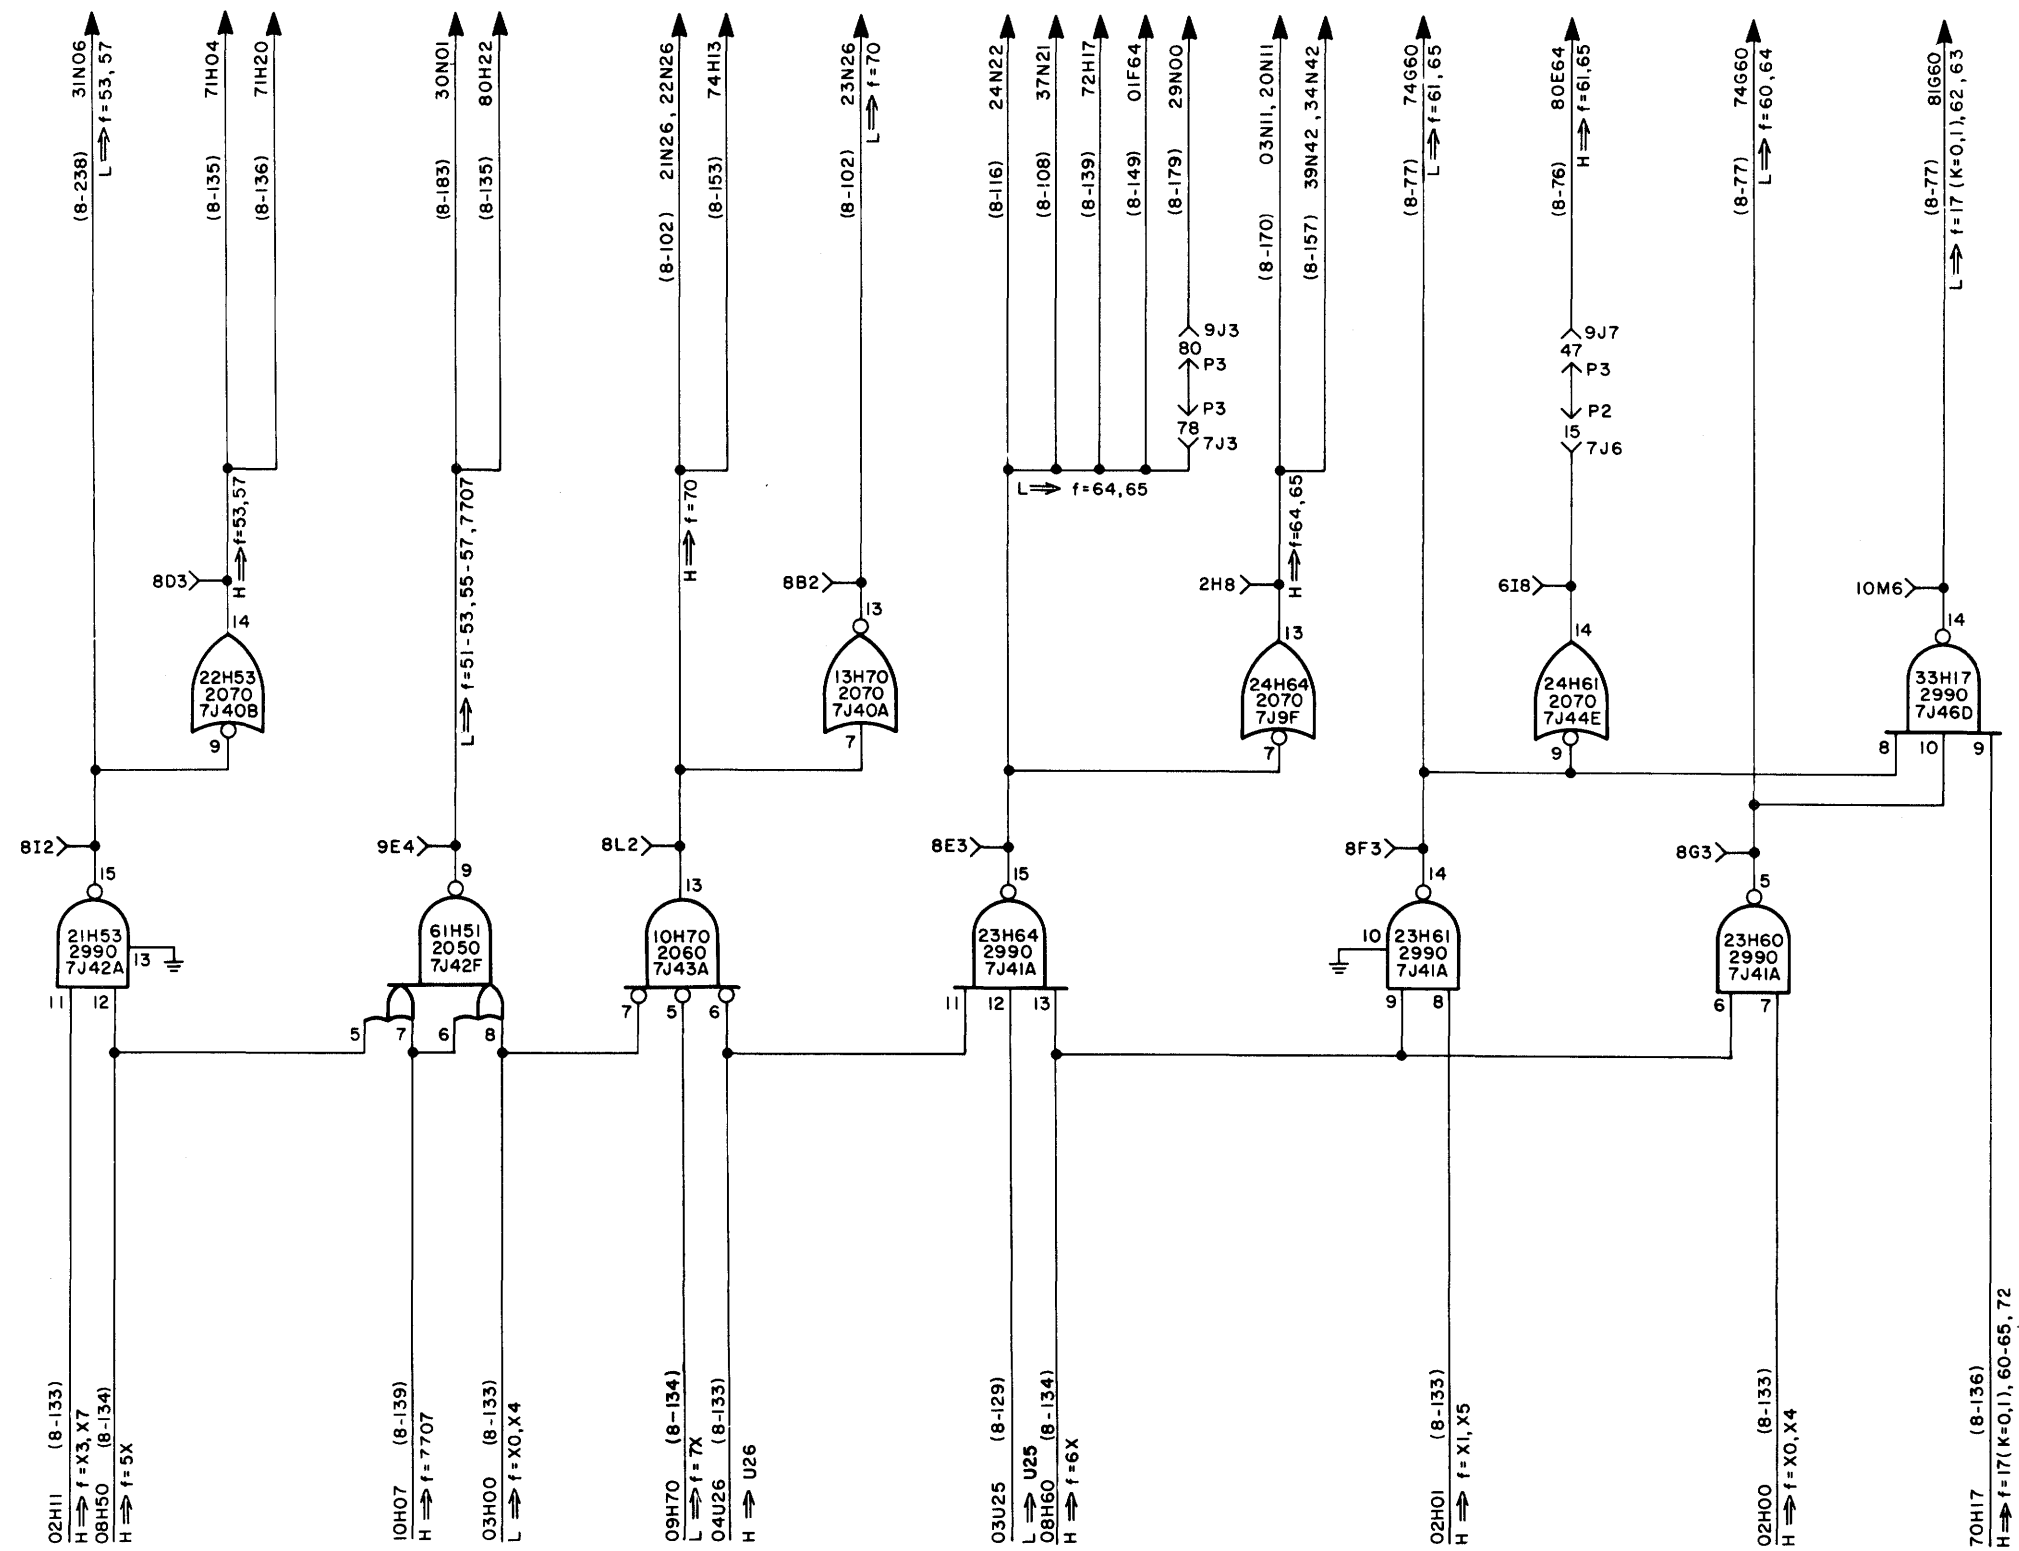 31N06
(8-238)
L ⇒ f=53, 57
71H04
(8-135)
71H20
(8-136)
30N01
(8-183)
80H22
(8-135)
21N26, 22N26
(8-102)
74H13
(8-153)
23N26
(8-102)
L ⇒ f=70
24N22
(8-116)
37N21
(8-108)
72H17
(8-139)
01F64
(8-149)
29N00
(8-179)
03N11, 20N11
(8-170)
39N42, 34N42
(8-157)
74G60
(8-77)
L ⇒ f=61, 65
80E64
(8-76)
H ⇒ f=61,65
74G60
(8-77)
L ⇒ f=60, 64
81G60
(8-77)
L ⇒ f=17 (K=0,1), 62, 63
9J3
80
P3
P3
78
7J3
9J7
47
P3
P2
15
7J6
H ⇒ f=53,57
L ⇒ f=51-53, 55-57, 7707
H ⇒ f=70
L ⇒ f=64,65
H ⇒ f=64,65
8D3
8B2
2H8
6I8
10M6
14
22H53
2070
7J40B
9
13
13H70
2070
7J40A
7
13
24H64
2070
7J9F
7
14
24H61
2070
7J44E
9
14
33H17
2990
7J46D
8 10 9
8I2
9E4
8L2
8E3
8F3
8G3
15
21H53
2990
7J42A
13
11 12
9
61H51
2050
7J42F
5 7 6 8
13
10H70
2060
7J43A
7 5 6
15
23H64
2990
7J41A
11 12 13
14
10
23H61
2990
7J41A
9 8
5
23H60
2990
7J41A
6 7
02H11 (8-133)
H ⇒ f=X3, X7
08H50 (8-134)
H ⇒ f=5X
10H07 (8-139)
H ⇒ f=7707
03H00 (8-133)
L ⇒ f=X0,X4
09H70 (8-134)
L ⇒ f=7X
04U26 (8-133)
H ⇒ U26
03U25 (8-129)
L ⇒ U25
08H60 (8-134)
H ⇒ f=6X
02H01 (8-133)
H ⇒ f=X1, X5
02H00 (8-133)
H ⇒ f=X0, X4
70H17 (8-136)
H ⇒ f=17(K=0,1), 60-65, 72